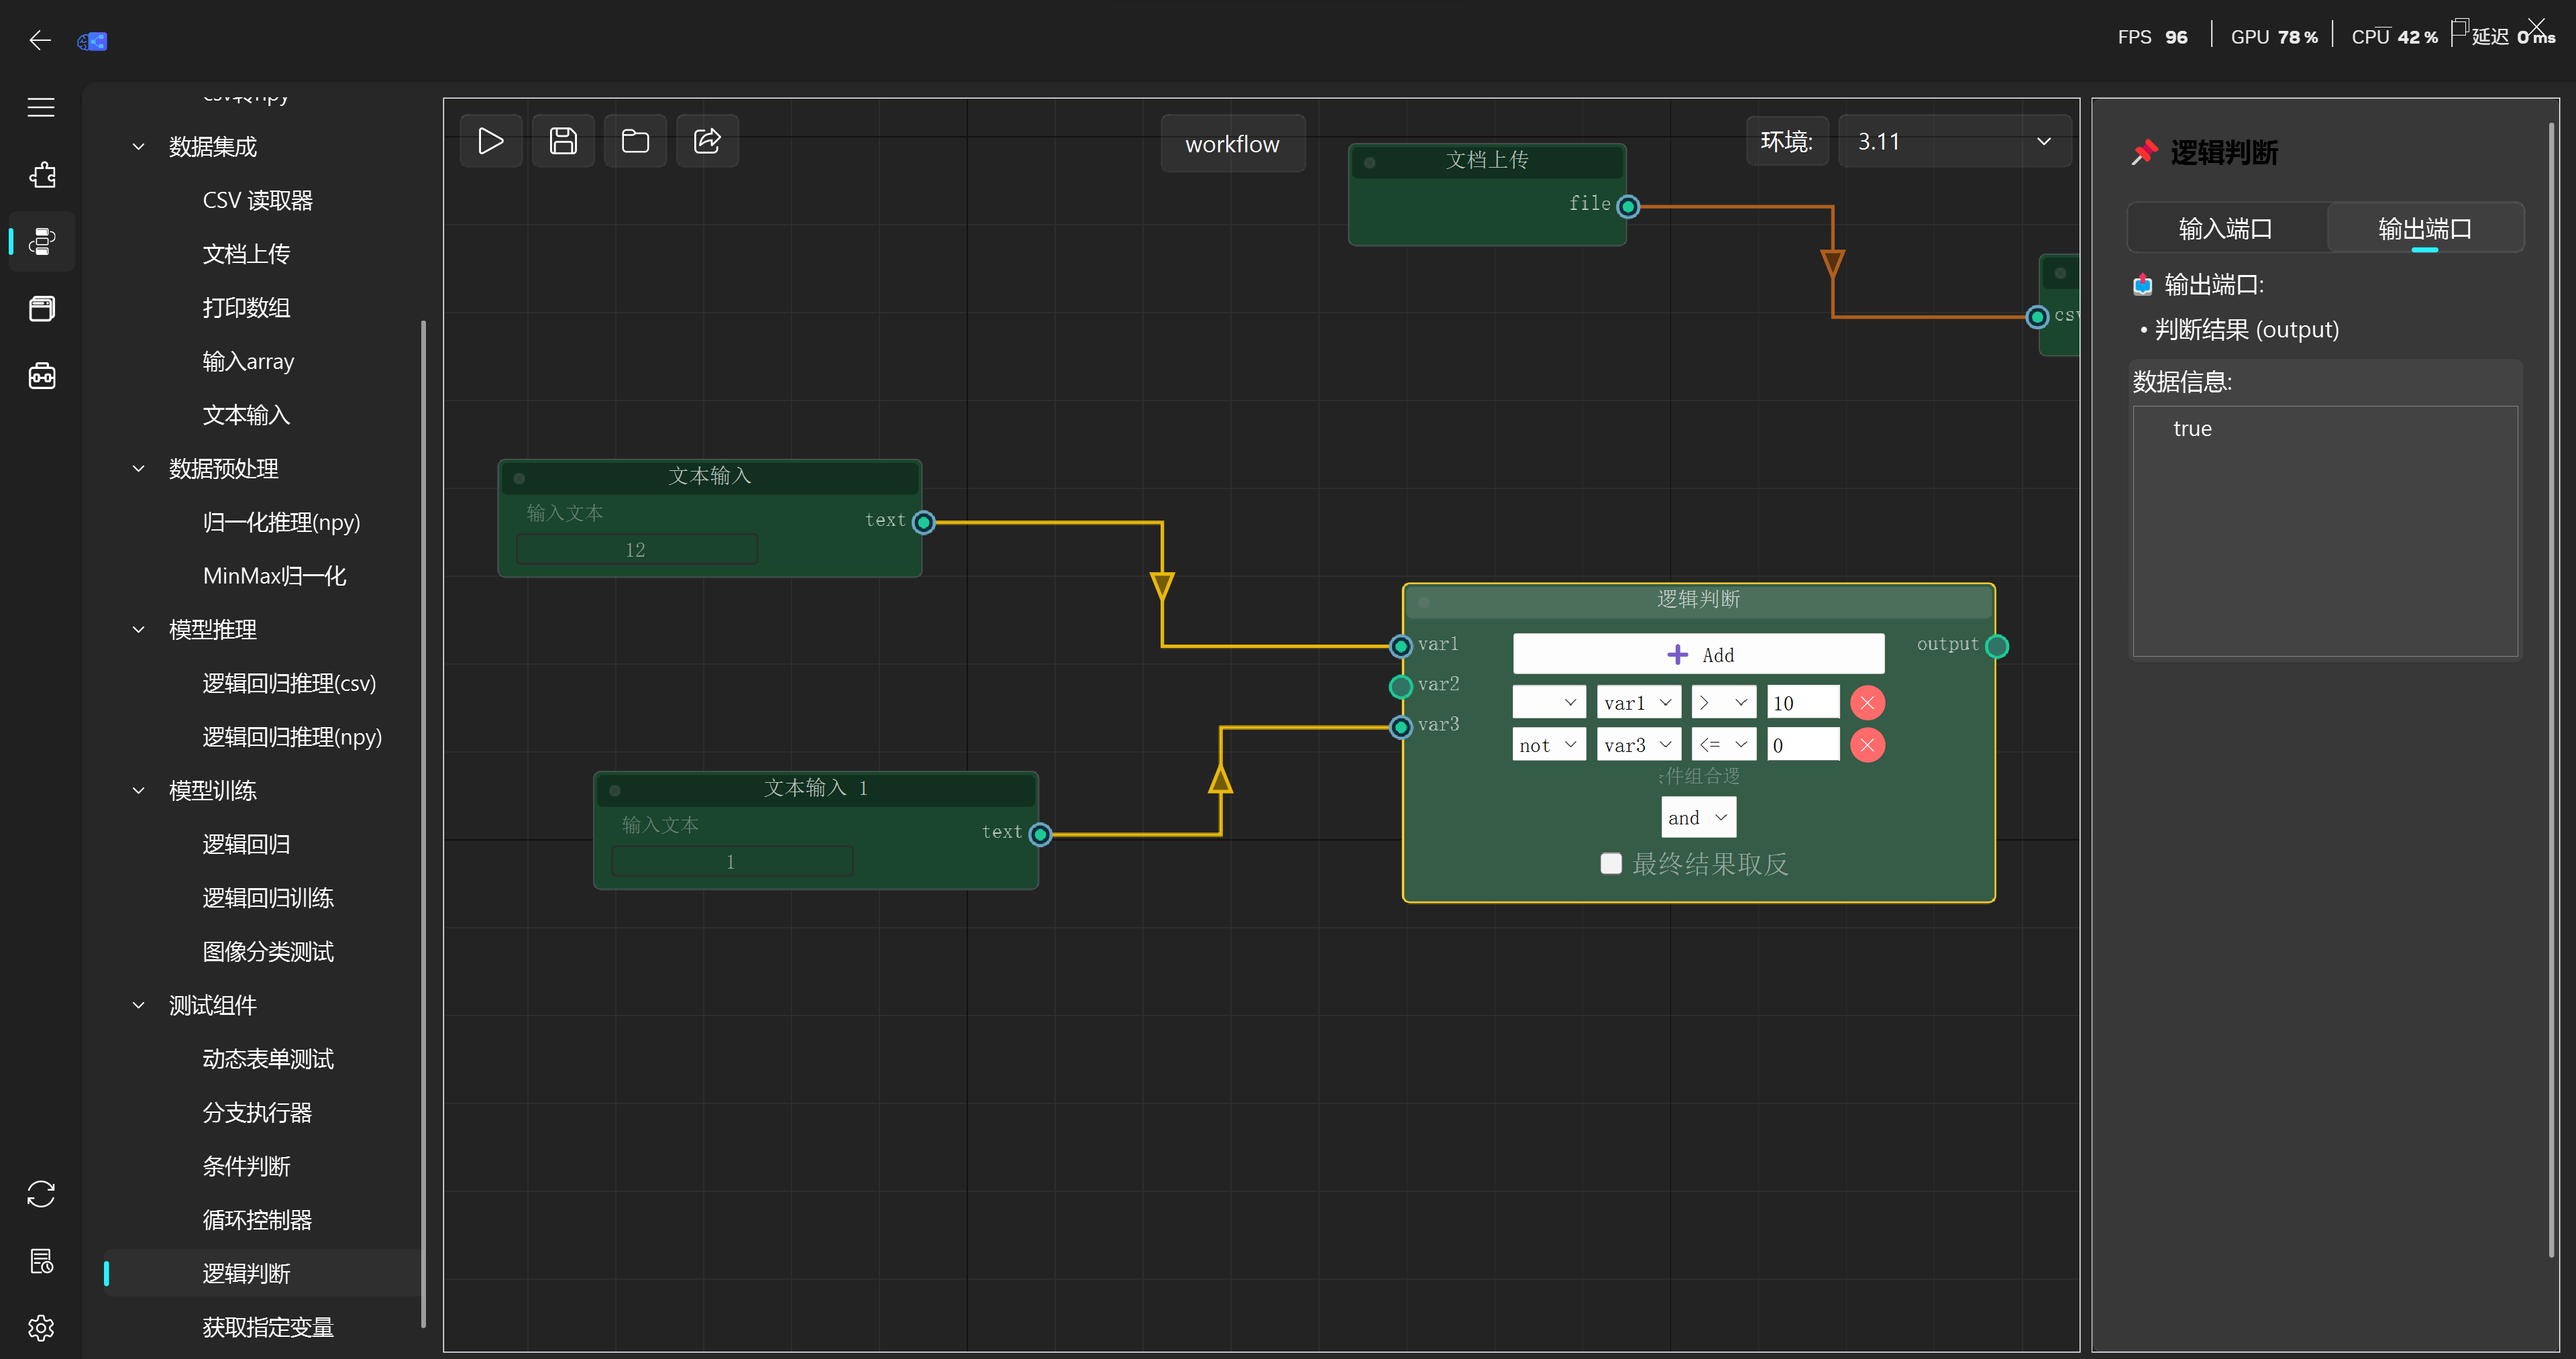 FPS 96 GPU 78 % CPU 42 % 延迟 0 ms
数据集成
CSV 读取器
文档上传
打印数组
输入array
文本输入
数据预处理
归一化推理(npy)
MinMax归一化
模型推理
逻辑回归推理(csv)
逻辑回归推理(npy)
模型训练
逻辑回归
逻辑回归训练
图像分类测试
测试组件
动态表单测试
分支执行器
条件判断
循环控制器
逻辑判断
获取指定变量
workflow
环境:
3.11
文档上传
file
csv
文本输入
输入文本
text
12
文本输入 1
输入文本
text
1
逻辑判断
var1
var2
var3
output
Add
var1 > 10
not var3 <= 0
件组合逻
and
最终结果取反
逻辑判断
输入端口
输出端口
输出端口:
• 判断结果 (output)
数据信息:
true